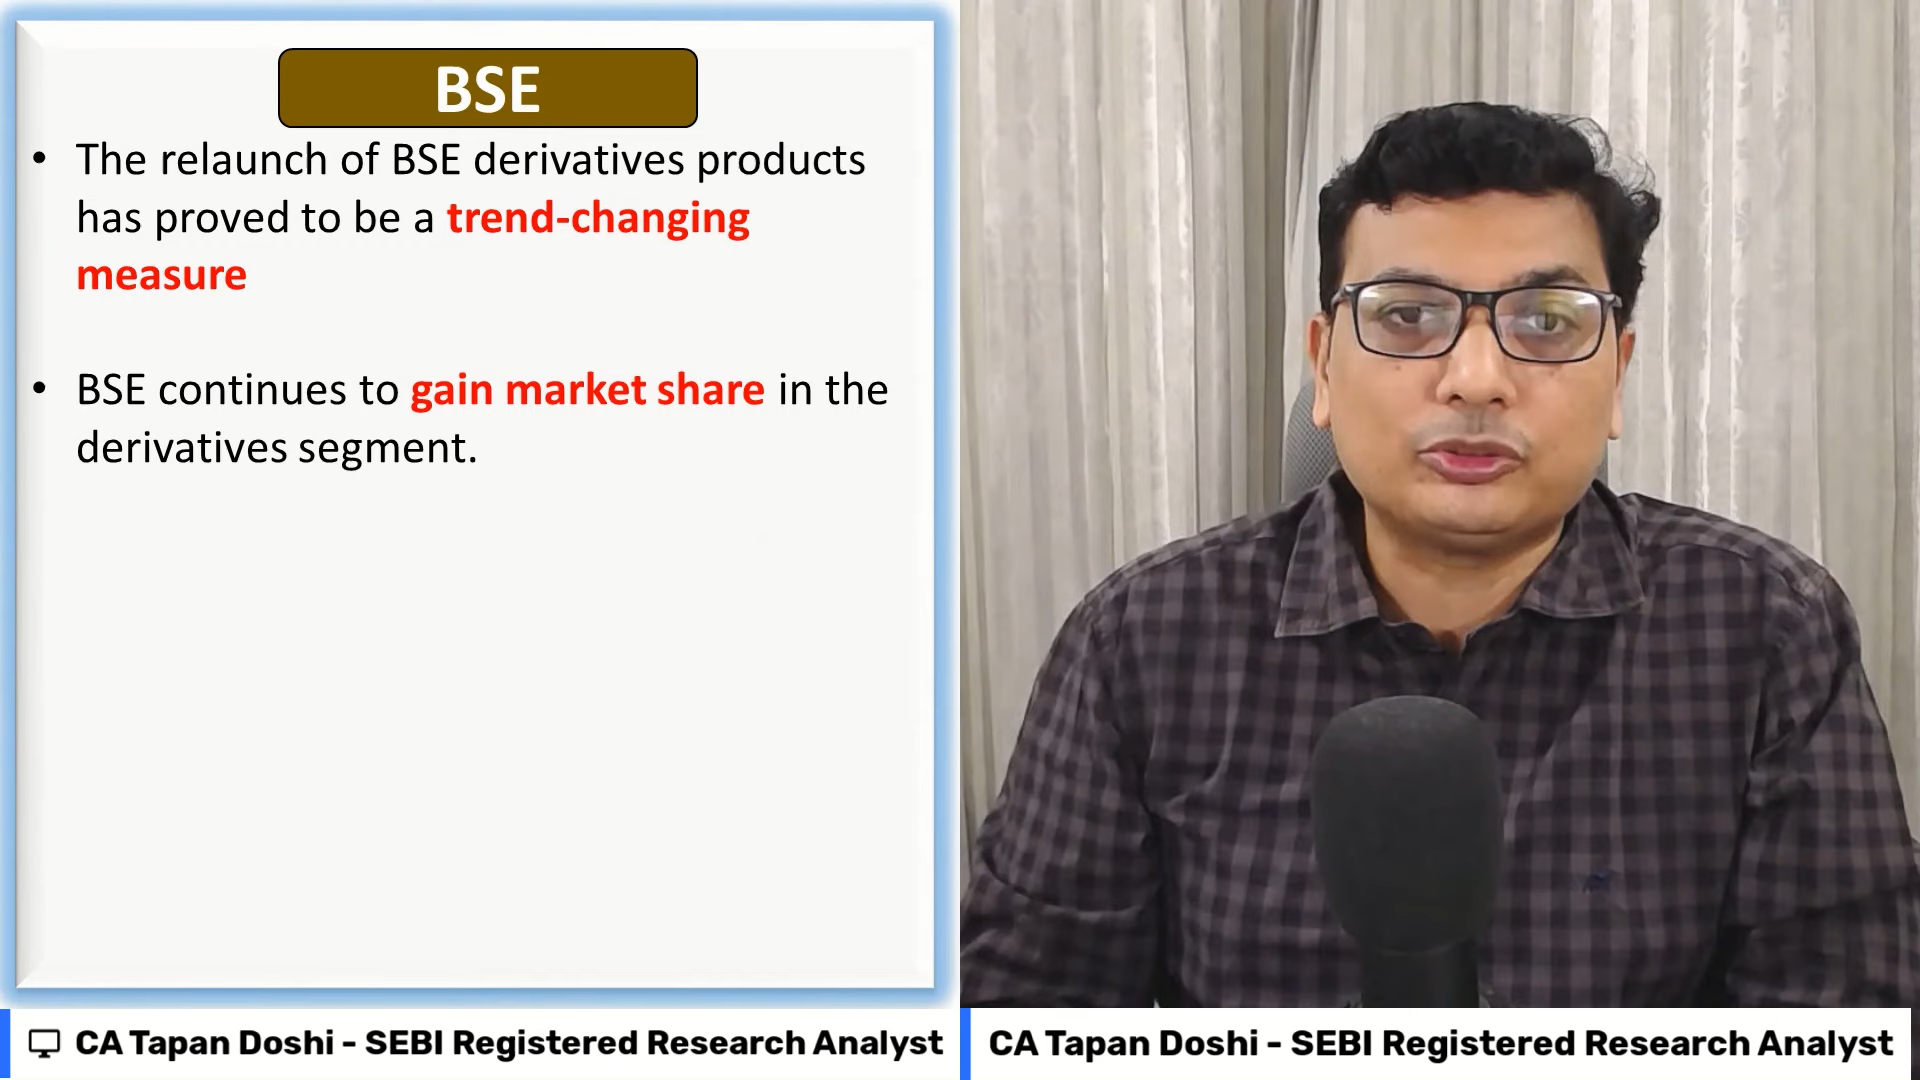 BSE
• The relaunch of BSE derivatives products
has proved to be a trend-changing
measure
• BSE continues to gain market share in the
derivatives segment.
CA Tapan Doshi - SEBI Registered Research Analyst
CA Tapan Doshi - SEBI Registered Research Analyst